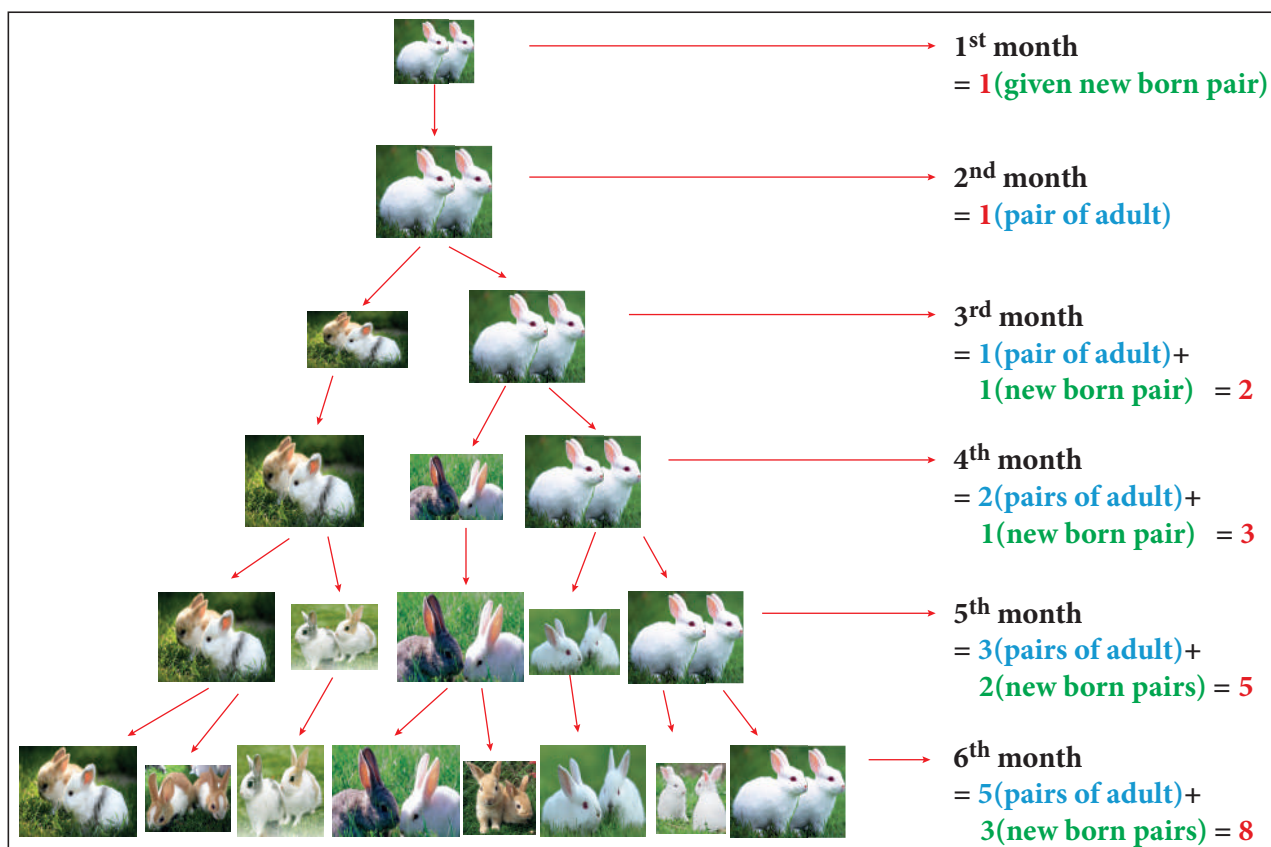 1st month
= 1(given new born pair)
2nd month
= 1(pair of adult)
3rd month
= 1(pair of adult)+
1(new born pair) = 2
4th month
= 2(pairs of adult)+
1(new born pair) = 3
5th month
= 3(pairs of adult)+
2(new born pairs) = 5
6th month
= 5(pairs of adult)+
3(new born pairs) = 8